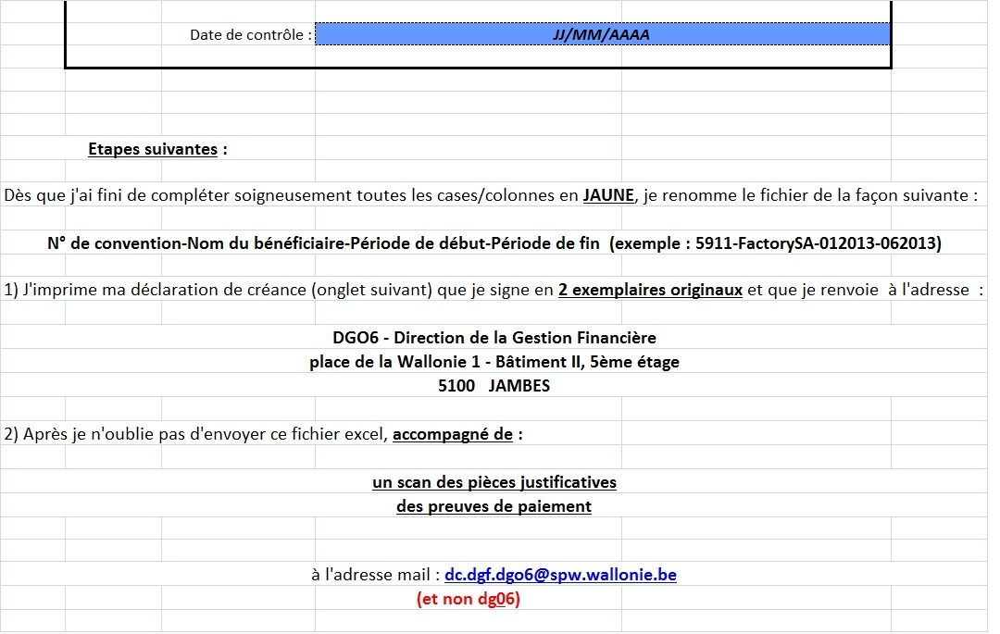 Date de contrôle : JJ/MM/AAAA
Etapes suivantes :
Dès que j'ai fini de compléter soigneusement toutes les cases/colonnes en JAUNE, je renomme le fichier de la façon suivante :
N° de convention-Nom du bénéficiaire-Période de début-Période de fin (exemple : 5911-FactorySA-012013-062013)
1) J'imprime ma déclaration de créance (onglet suivant) que je signe en 2 exemplaires originaux et que je renvoie à l'adresse :
DGO6 - Direction de la Gestion Financière
place de la Wallonie 1 - Bâtiment II, 5ème étage
5100 JAMBES
2) Après je n'oublie pas d'envoyer ce fichier excel, accompagné de :
un scan des pièces justificatives
des preuves de paiement
à l'adresse mail : dc.dgf.dgo6@spw.wallonie.be
(et non dg06)